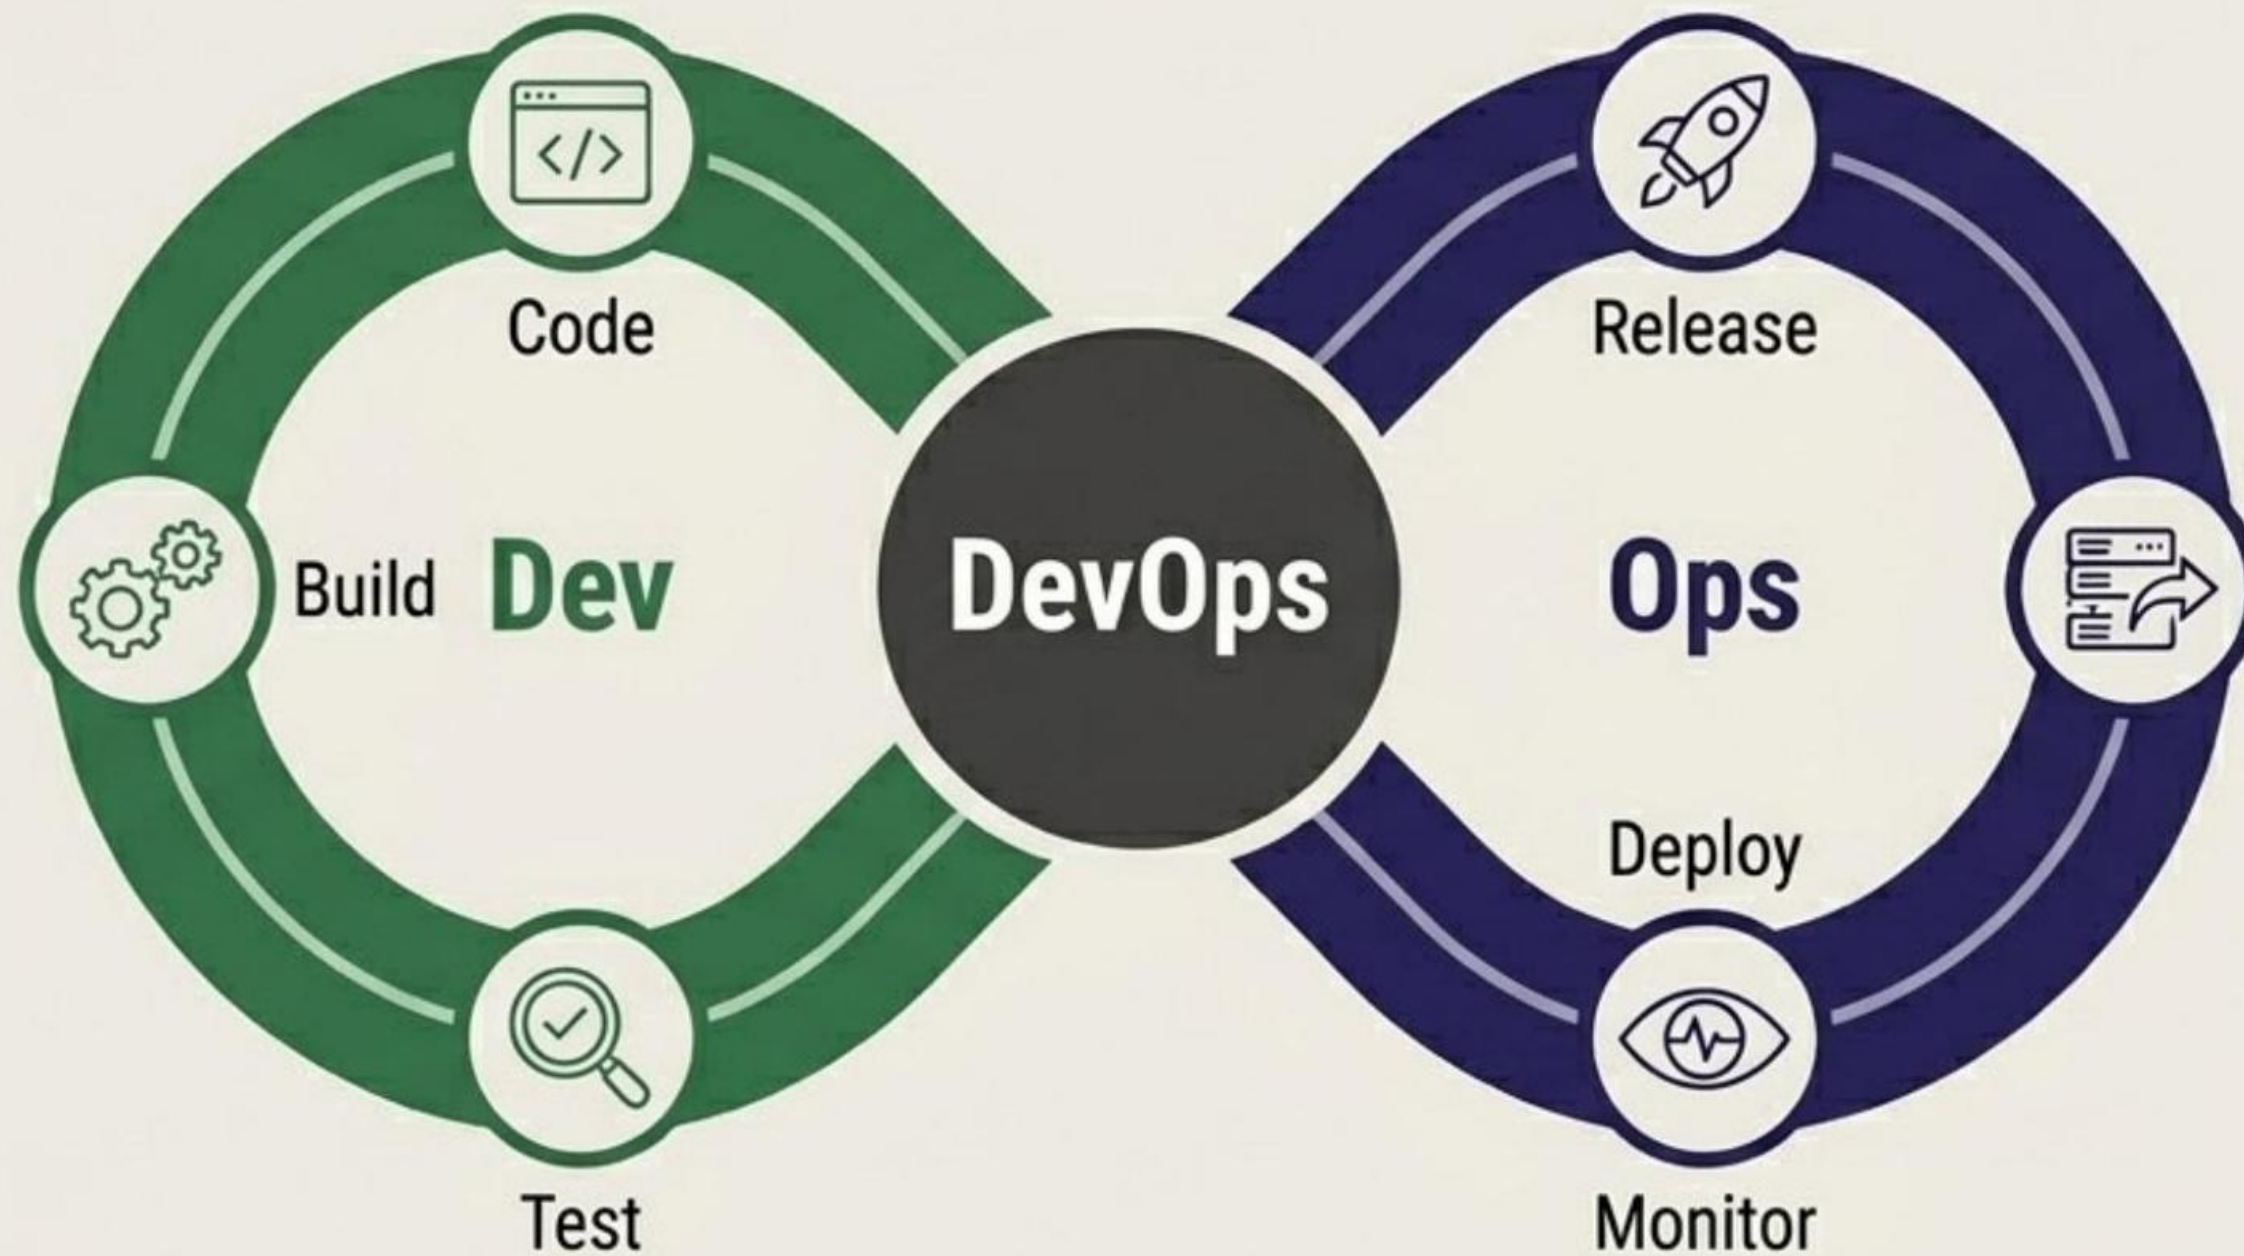 Code
Release
Build
Dev
DevOps
Ops
Deploy
Test
Monitor